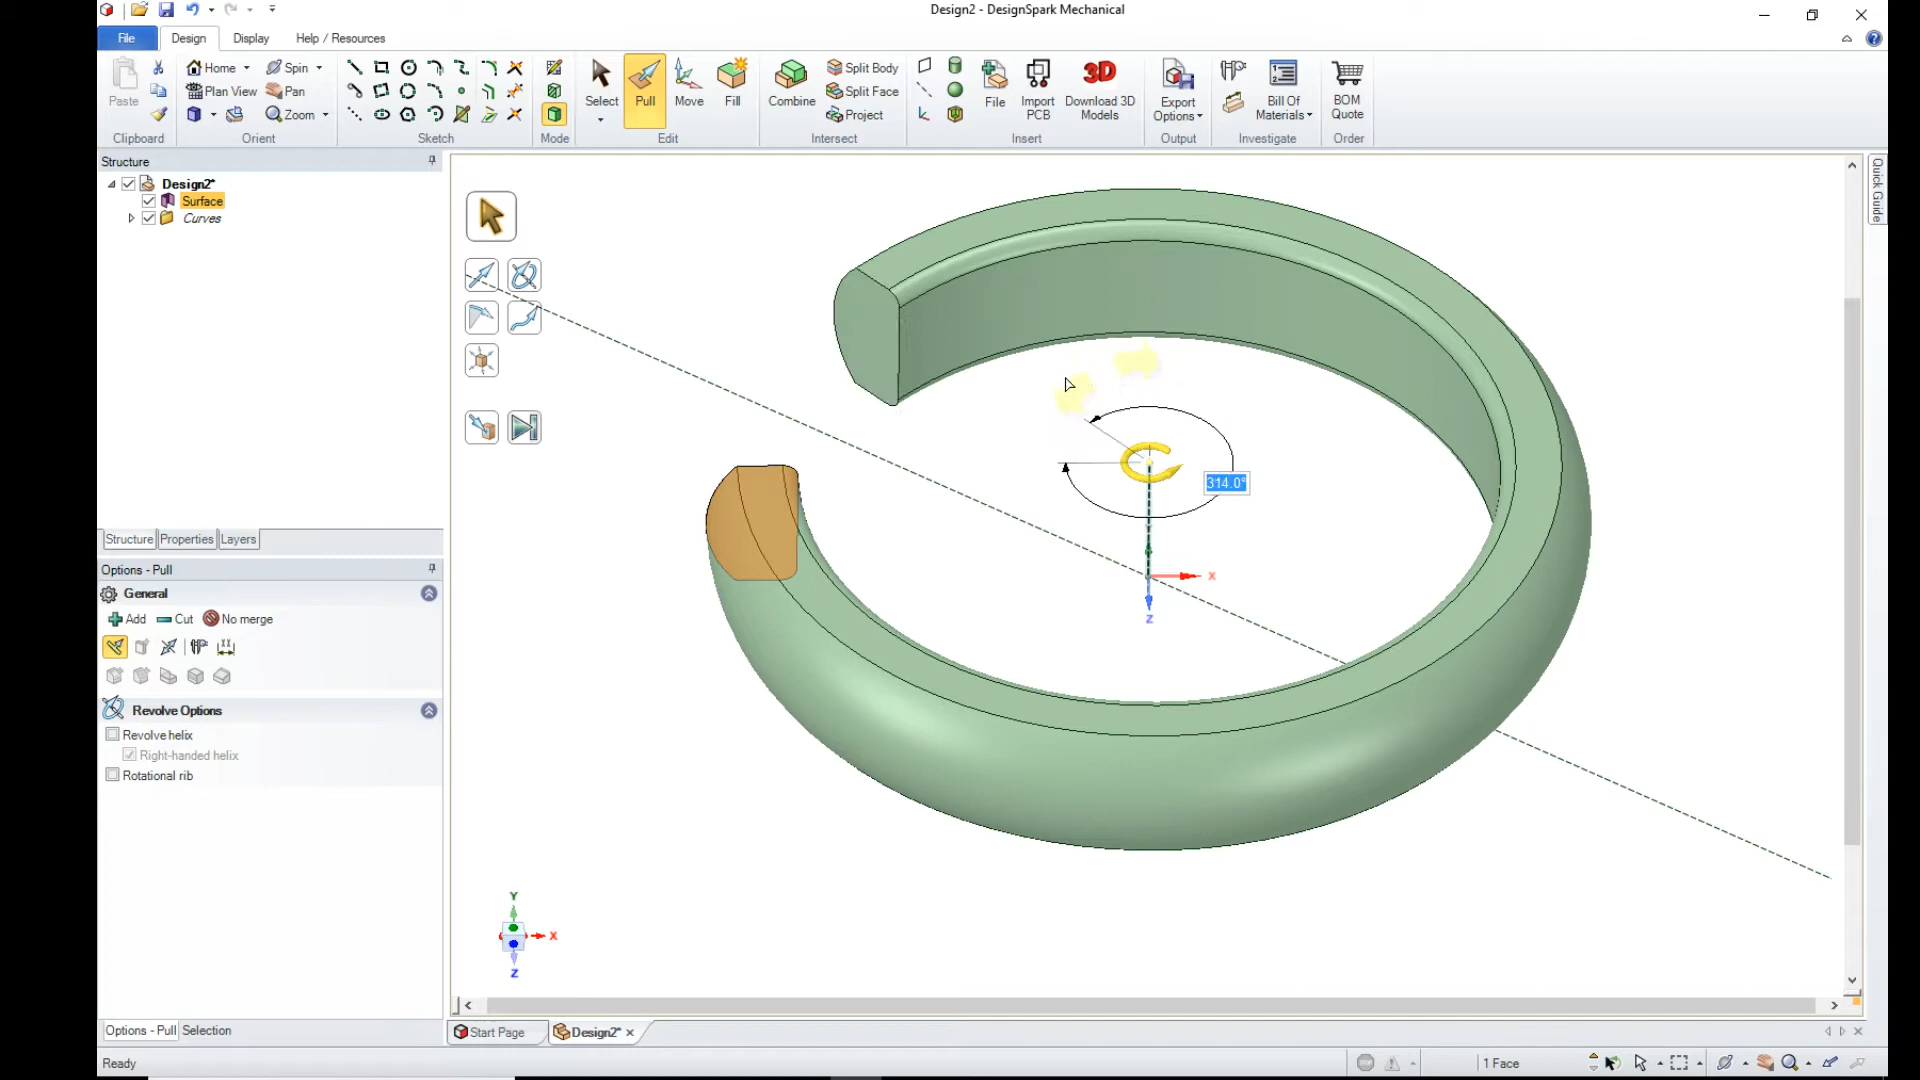 Design2 - DesignSpark Mechanical
File Design Display Help / Resources
Paste
Clipboard
Home Spin
Plan View Pan
Zoom
Orient
Sketch
Mode
Select Pull Move Fill
Edit
Combine
Split Body
Split Face
Project
Intersect
File
Import PCB
3D
Download 3D Models
Insert
Export Options
Output
Bill Of Materials
Investigate
BOM Quote
Order
Structure
Design2*
Surface
Curves
Structure Properties Layers
Options - Pull
General
Add Cut No merge
Revolve Options
Revolve helix
Right-handed helix
Rotational rib
Options - Pull Selection
Quick Guide
314.0°
X
Z
Y
X
Z
Start Page Design2*
Ready
1 Face